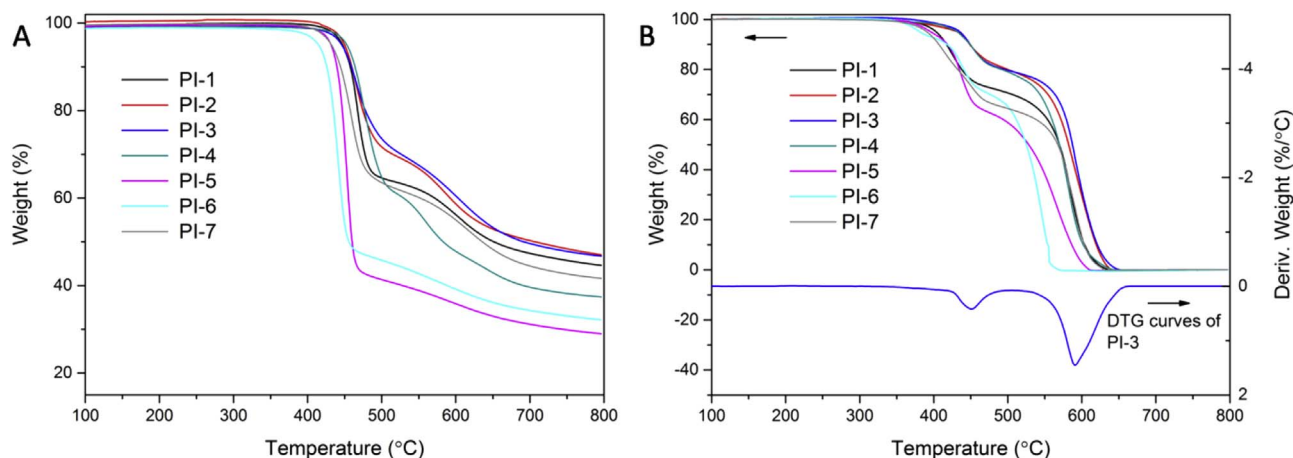 A
100
80
60
40
20
Weight (%)
PI-1
PI-2
PI-3
PI-4
PI-5
PI-6
PI-7
100 200 300 400 500 600 700 800
Temperature (°C)
B
100
80
60
40
20
0
-20
-40
Weight (%)
PI-1
PI-2
PI-3
PI-4
PI-5
PI-6
PI-7
-4
-2
0
2
Deriv. Weight (%/°C)
DTG curves of
PI-3
100 200 300 400 500 600 700 800
Temperature (°C)